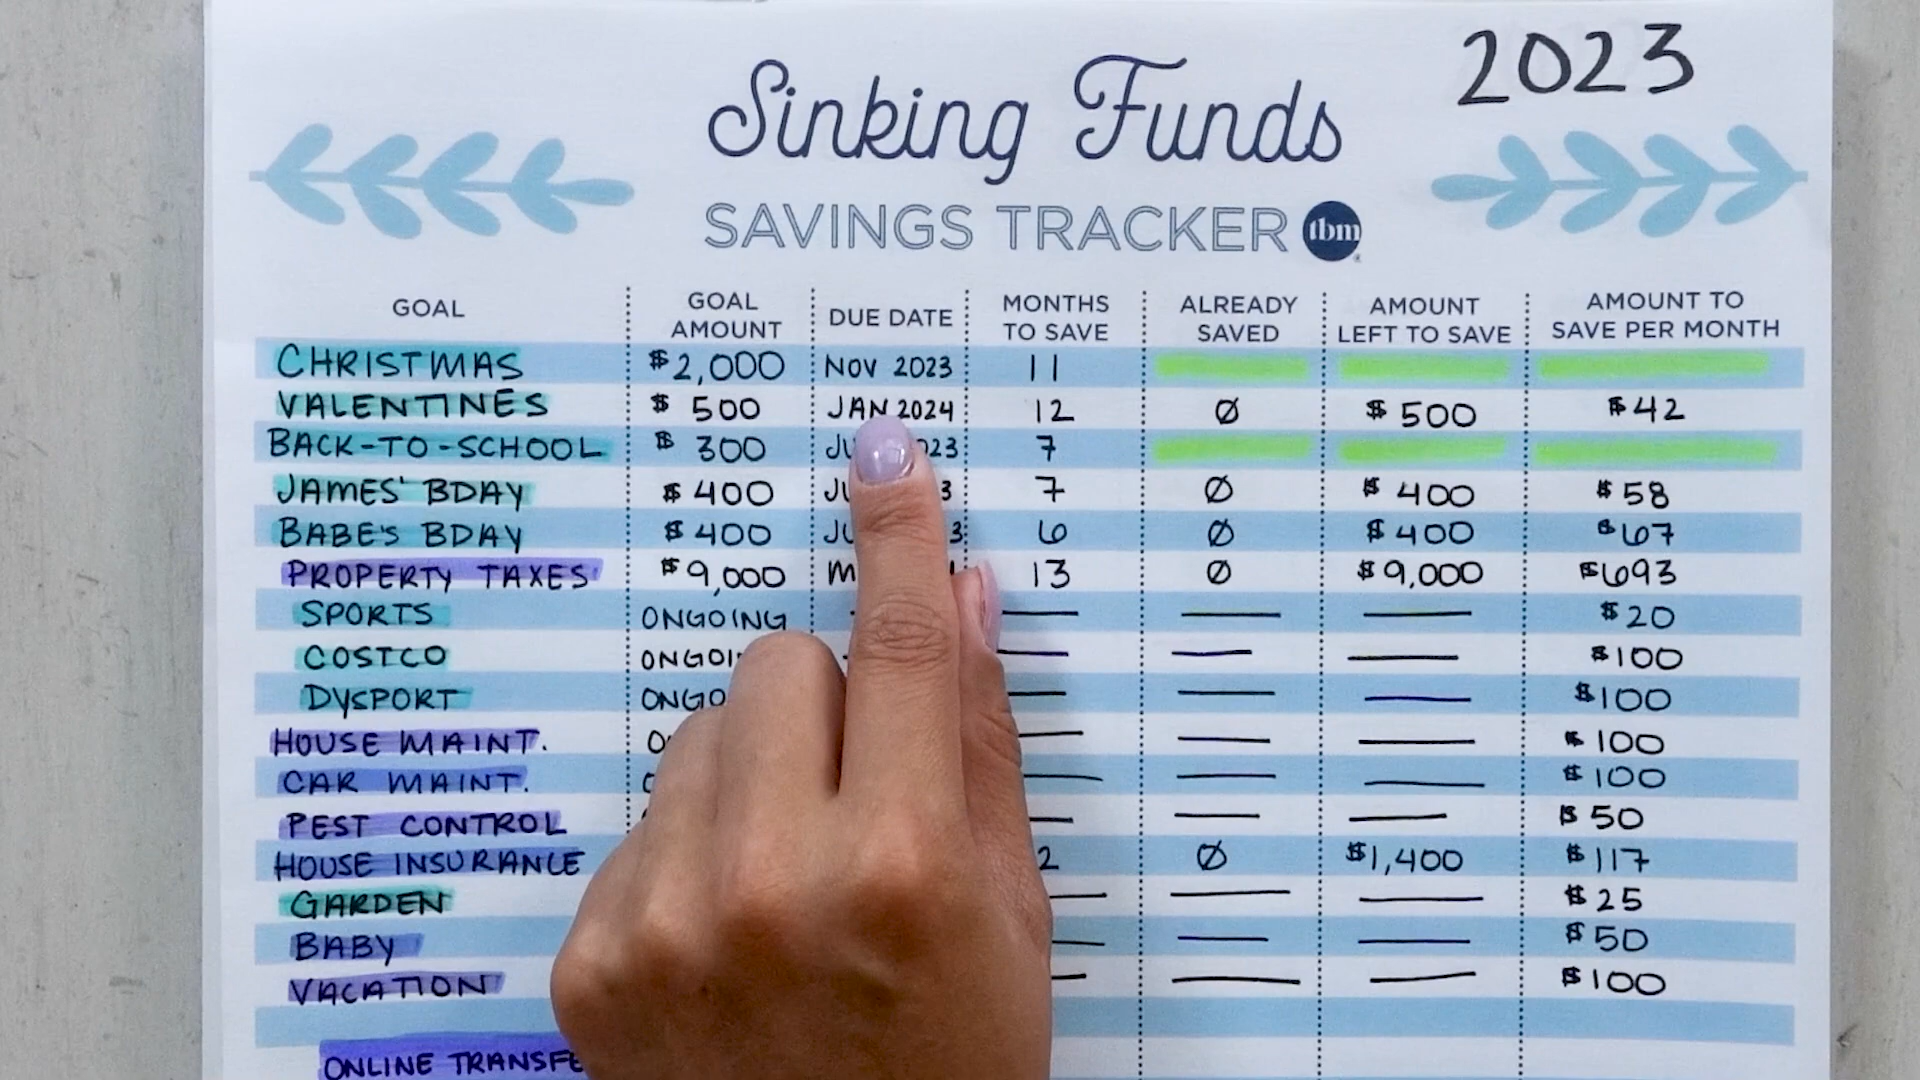 2023
Sinking Funds
SAVINGS TRACKER tbm
GOAL GOAL AMOUNT DUE DATE MONTHS TO SAVE ALREADY SAVED AMOUNT LEFT TO SAVE AMOUNT TO SAVE PER MONTH
CHRISTMAS $2,000 NOV 2023 11
VALENTINES $ 500 JAN 2024 12 Ø $ 500 $42
BACK-TO-SCHOOL $ 300 7
JAMES' BDAY $ 400 7 Ø $ 400 $58
BABE'S BDAY $ 400 6 Ø $ 400 $67
PROPERTY TAXES $9,000 13 Ø $9,000 $693
SPORTS ONGOING $20
COSTCO $100
DYSPORT $100
HOUSE MAINT. $100
CAR MAINT. $100
PEST CONTROL $50
HOUSE INSURANCE Ø $1,400 $117
GARDEN $25
BABY $50
VACATION $100
ONLINE